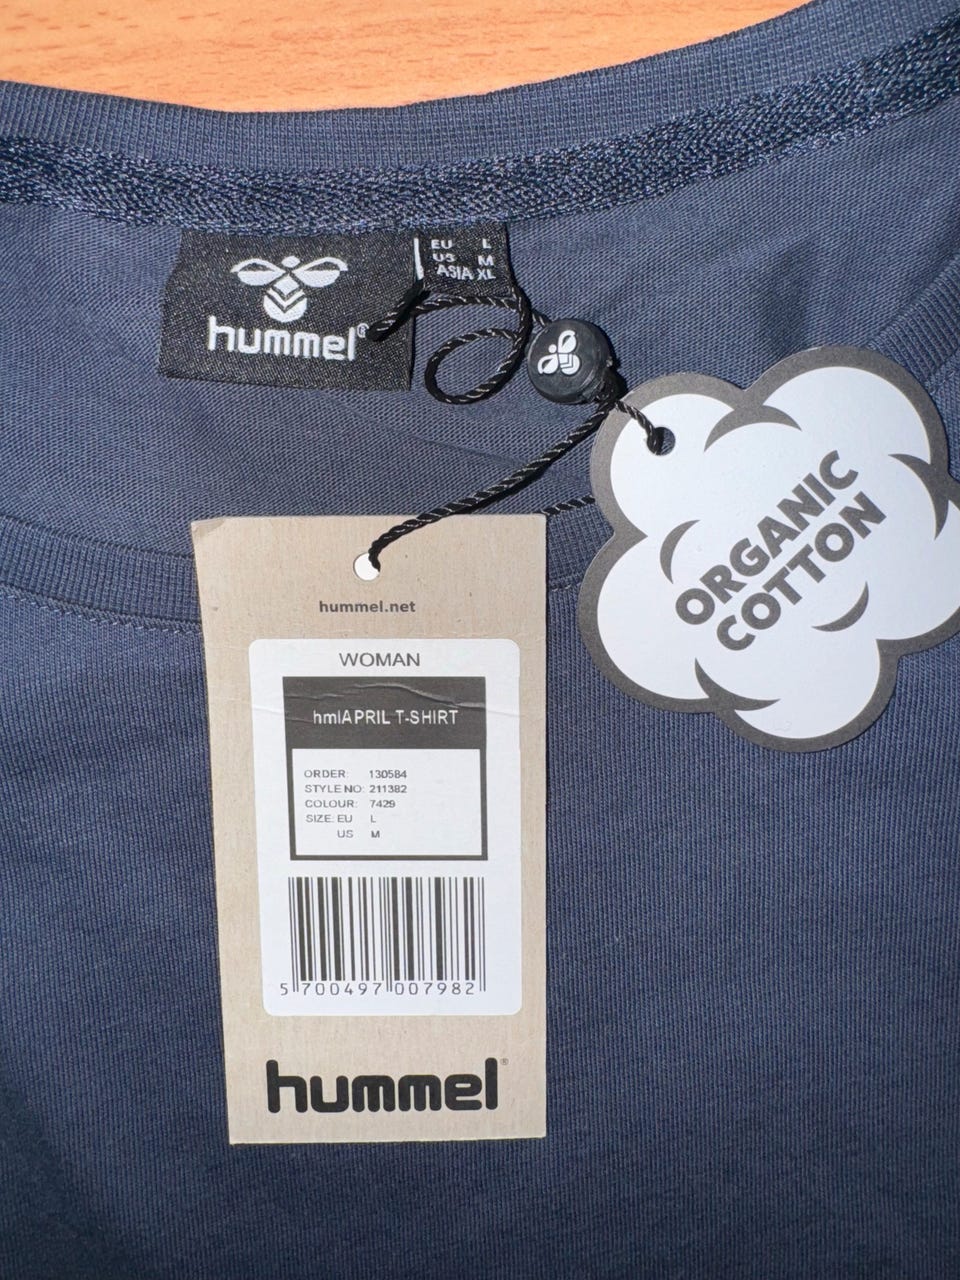 hummel®
EU L
US M
ASIA XL
ORGANIC
COTTON
hummel.net
WOMAN
hmlAPRIL T-SHIRT
ORDER: 130584
STYLE NO: 211382
COLOUR: 7429
SIZE: EU L
US M
5 700497 007982
hummel®